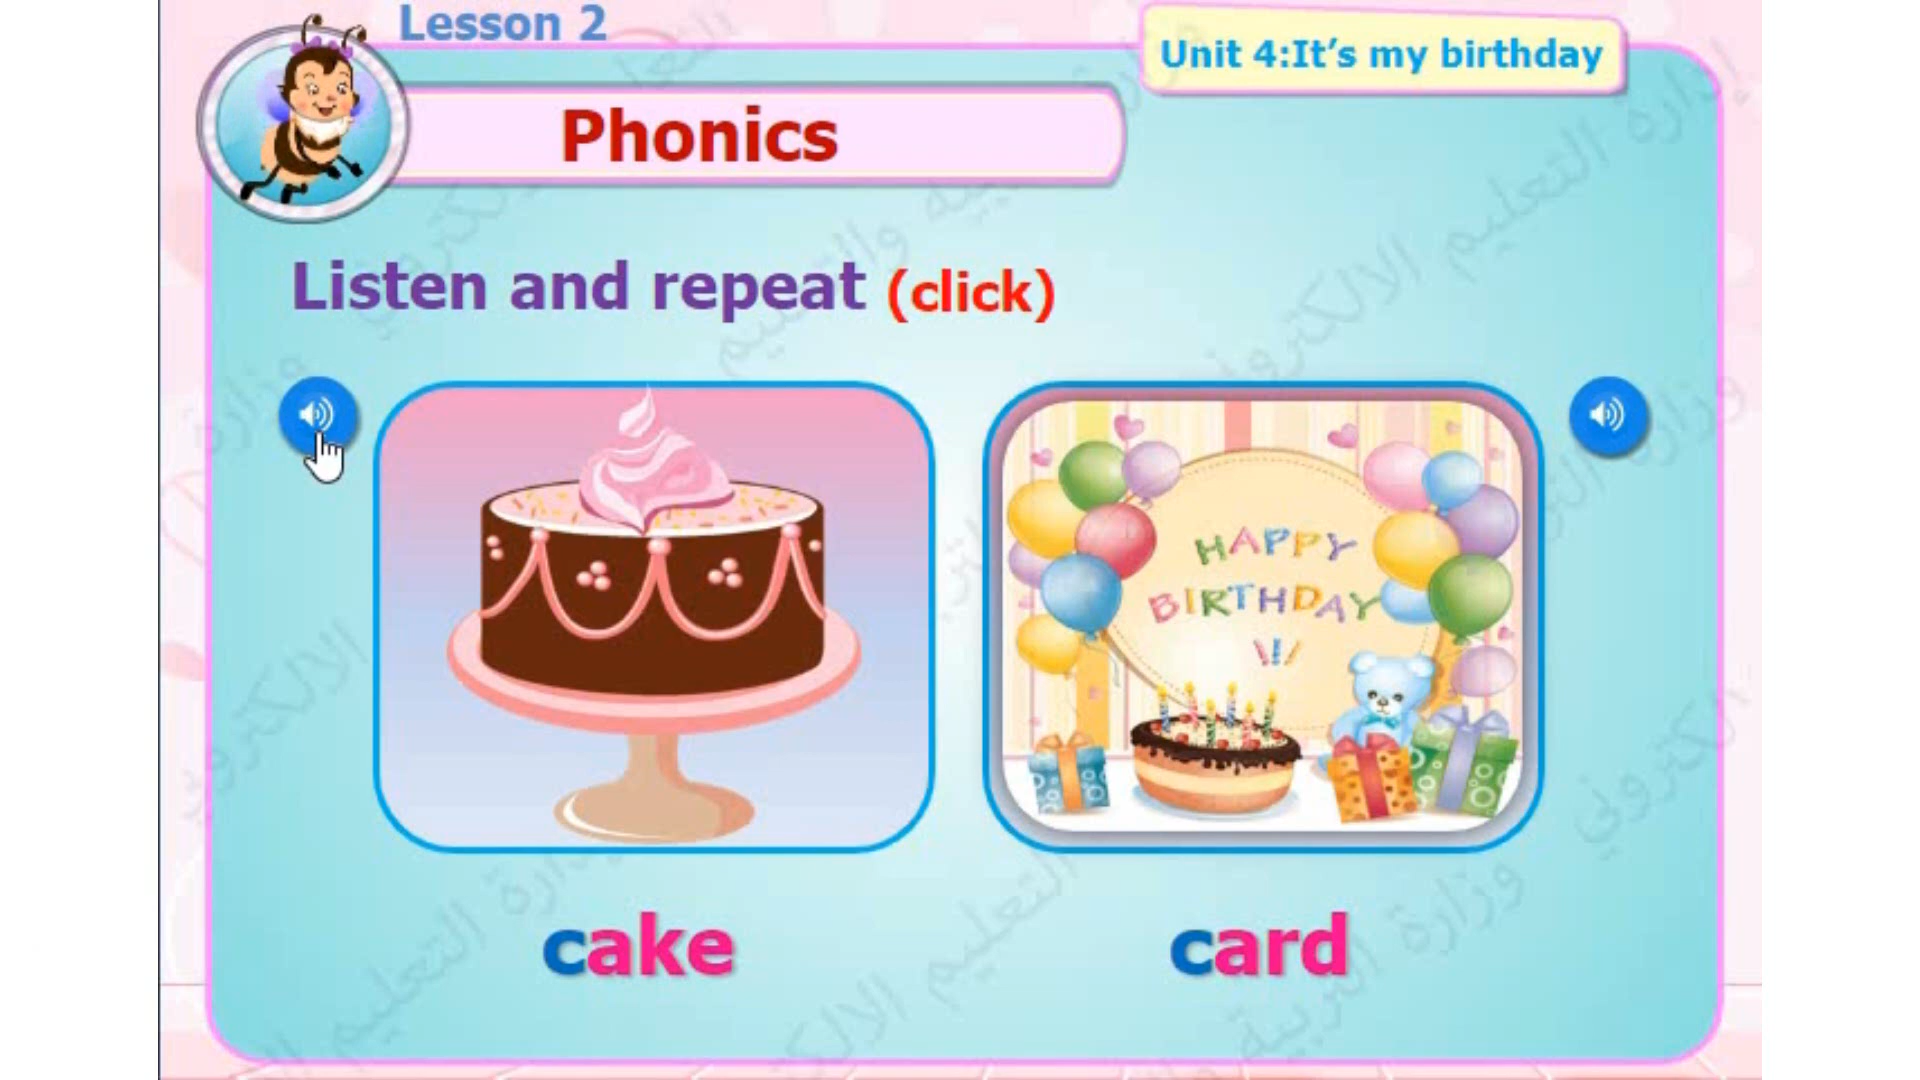 Lesson 2
Unit 4:It's my birthday
Phonics
Listen and repeat (click)
HAPPY
BIRTHDAY
!!!
cake
card